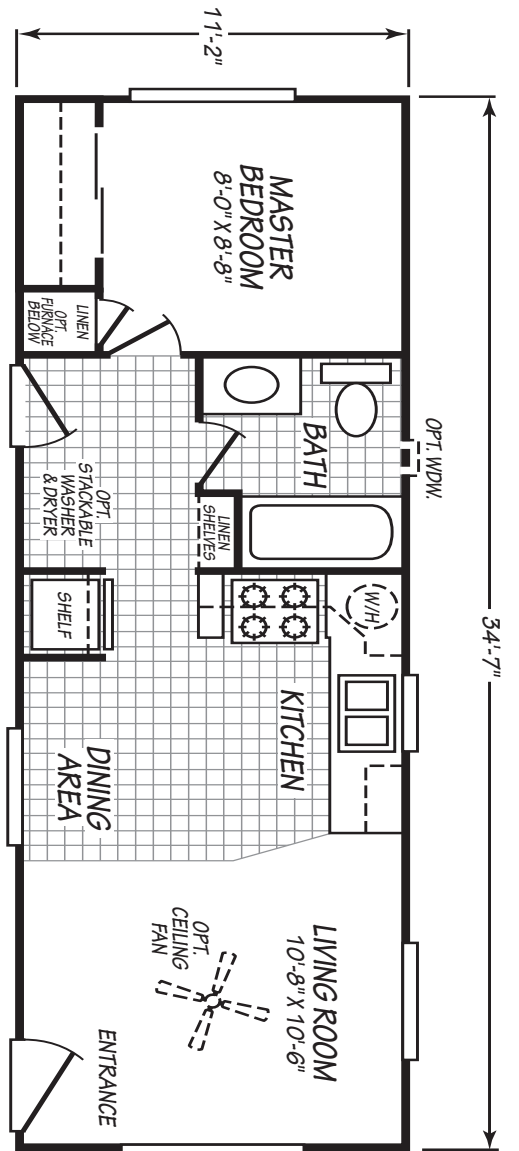 11'-2"
34'-7"
MASTER
BEDROOM
8'-0" X 8'-8"
LINEN
OPT.
FURNACE
BELOW
OPT. WDW.
BATH
LINEN
SHELVES
OPT.
STACKABLE
WASHER
& DRYER
SHELF
W/H
KITCHEN
DINING
AREA
LIVING ROOM
10'-8" X 10'-6"
OPT.
CEILING
FAN
ENTRANCE